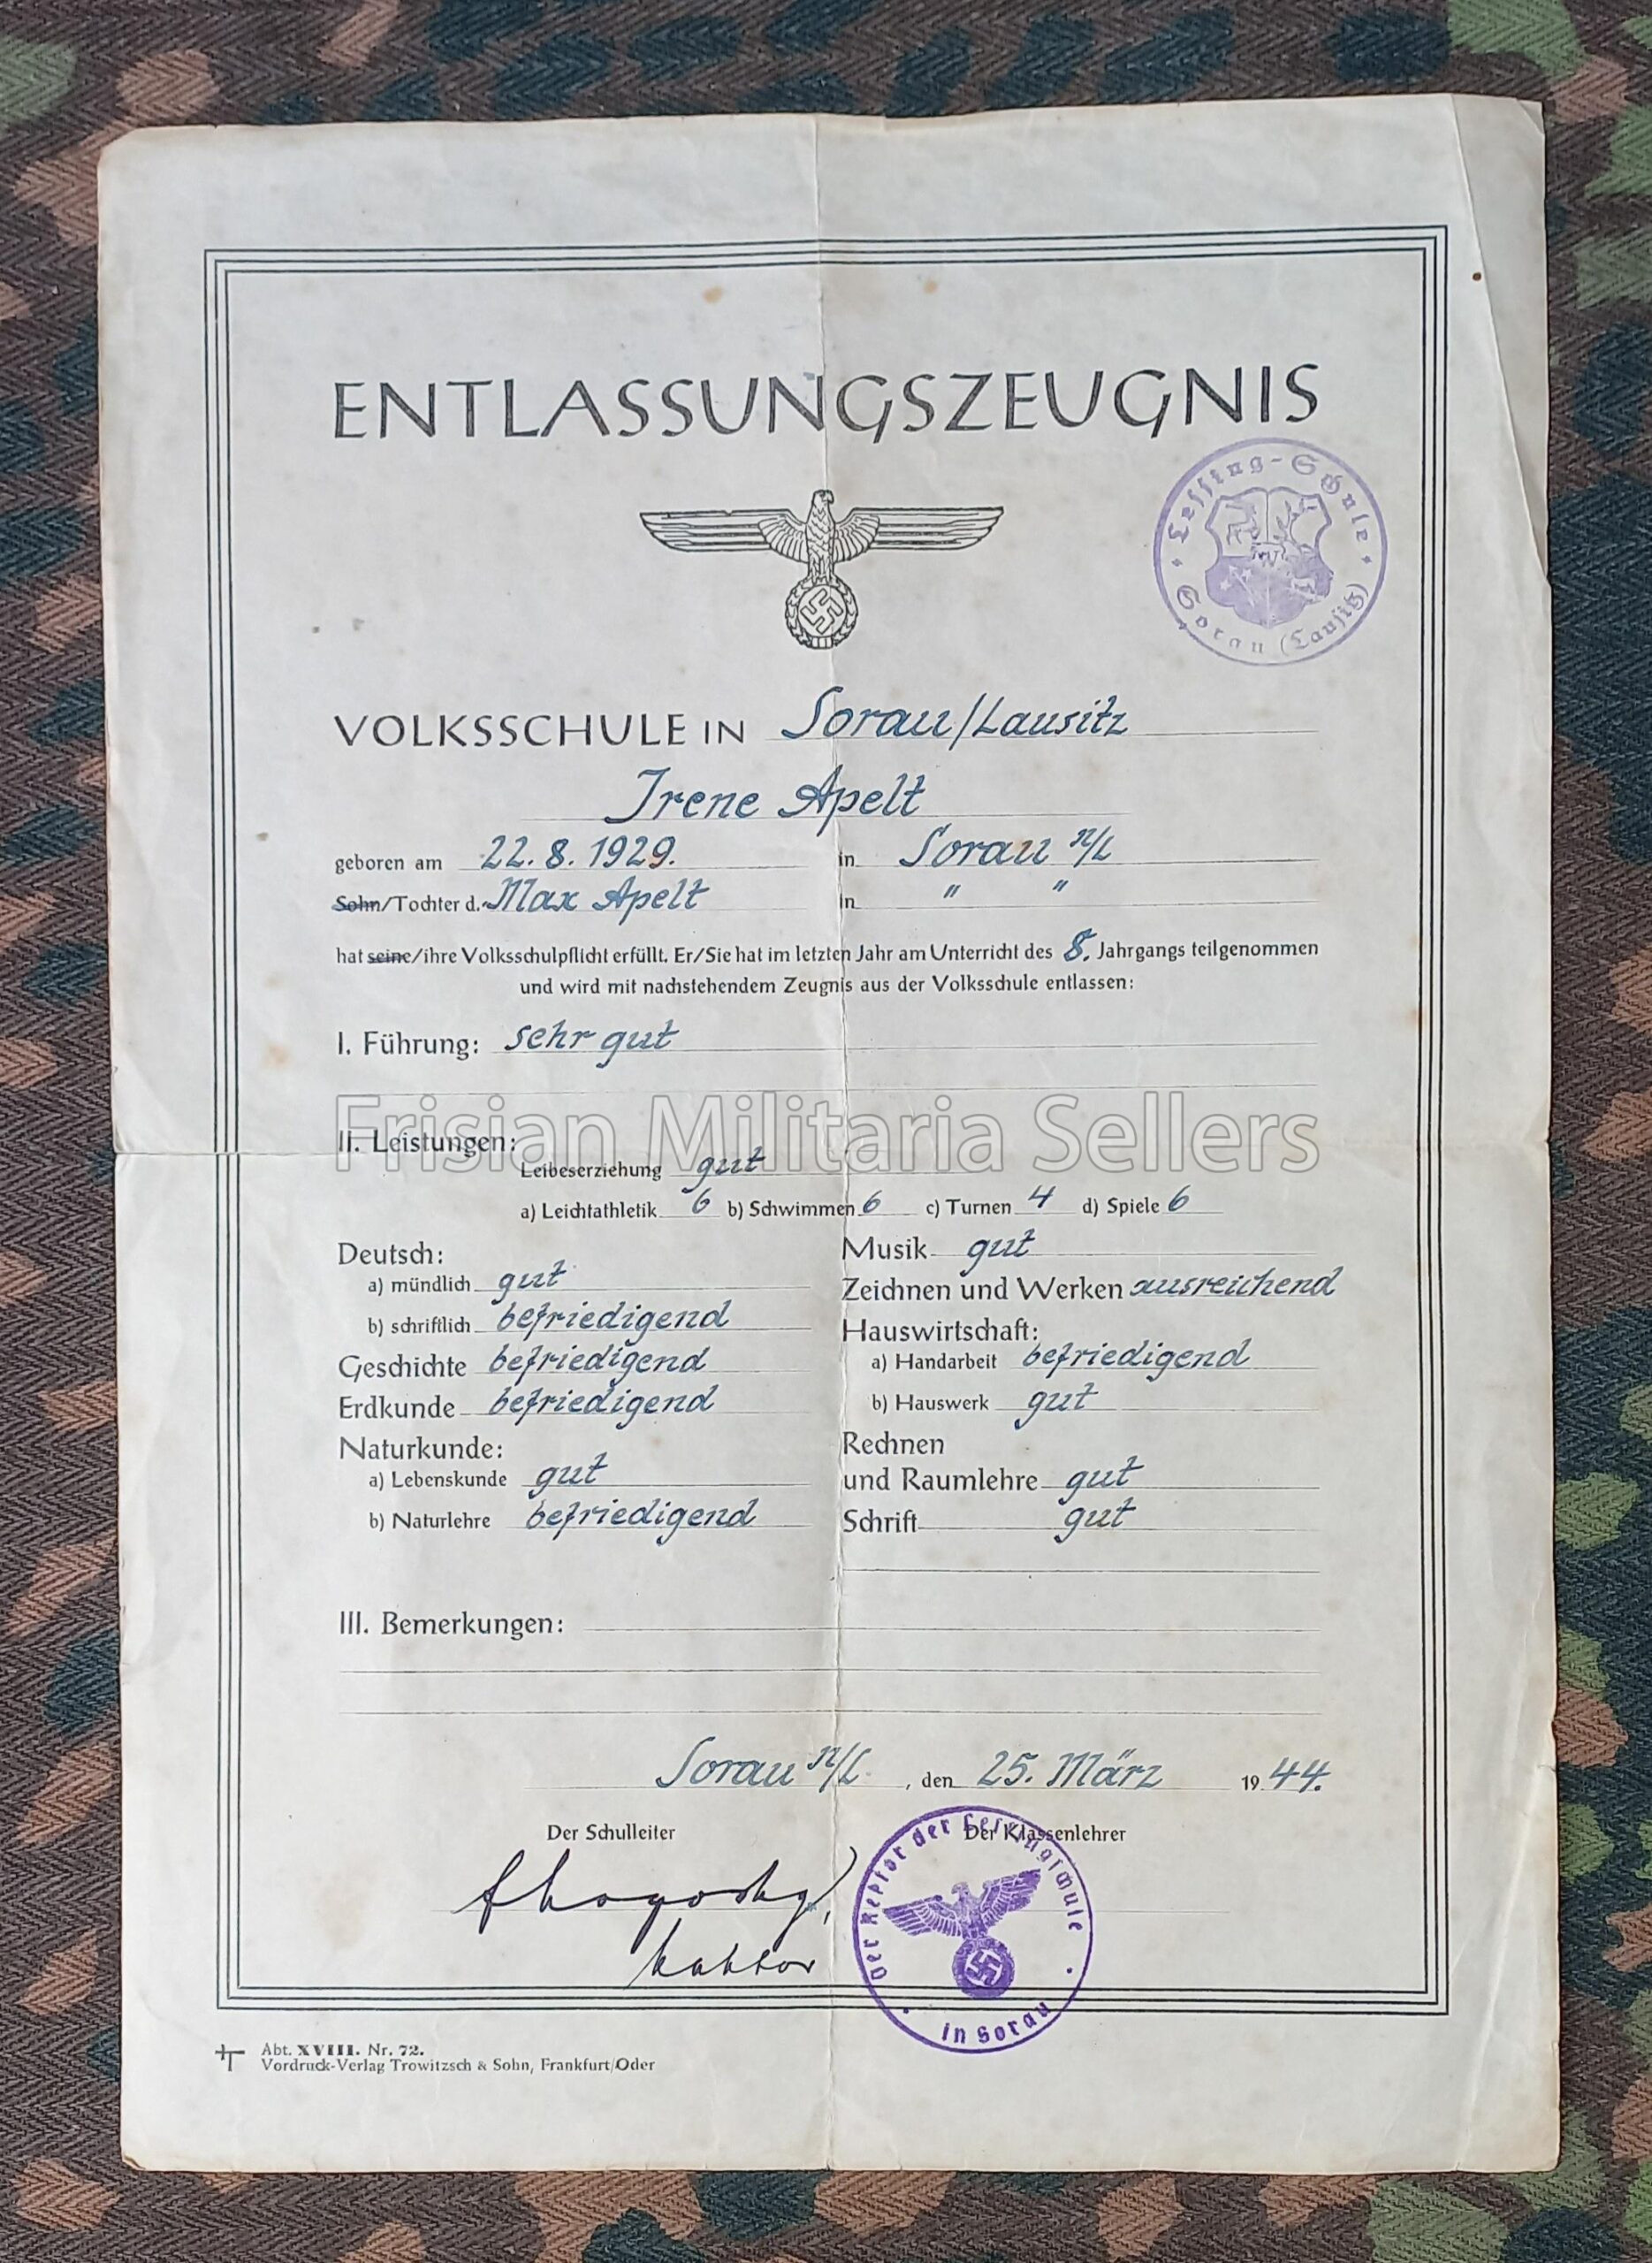 ENTLASSUNGSZEUGNIS
Lessing-Schule
Sorau (Lausitz)
VOLKSSCHULE IN Sorau/Lausitz
Irene Apelt
geboren am 22.8.1929. in Sorau N/L
Sohn/Tochter d. Max Apelt in " "
hat seine/ihre Volksschulpflicht erfüllt. Er/Sie hat im letzten Jahr am Unterricht des 8. Jahrgangs teilgenommen
und wird mit nachstehendem Zeugnis aus der Volksschule entlassen:
I. Führung: sehr gut
Frisian Militaria Sellers
II. Leistungen:
Leibeserziehung gut
a) Leichtathletik 6 b) Schwimmen 6 c) Turnen 4 d) Spiele 6
Deutsch:
a) mündlich gut
b) schriftlich befriedigend
Geschichte befriedigend
Erdkunde befriedigend
Naturkunde:
a) Lebenskunde gut
b) Naturlehre befriedigend
Musik gut
Zeichnen und Werken ausreichend
Hauswirtschaft:
a) Handarbeit befriedigend
b) Hauswerk gut
Rechnen
und Raumlehre gut
Schrift gut
III. Bemerkungen:
Sorau N/L. , den 25. März 1944.
Der Schulleiter Der Klassenlehrer
Der Rektor der Lessingschule
in Sorau
Abt. XVIII. Nr. 72.
Vordruck-Verlag Trowitzsch & Sohn, Frankfurt/Oder